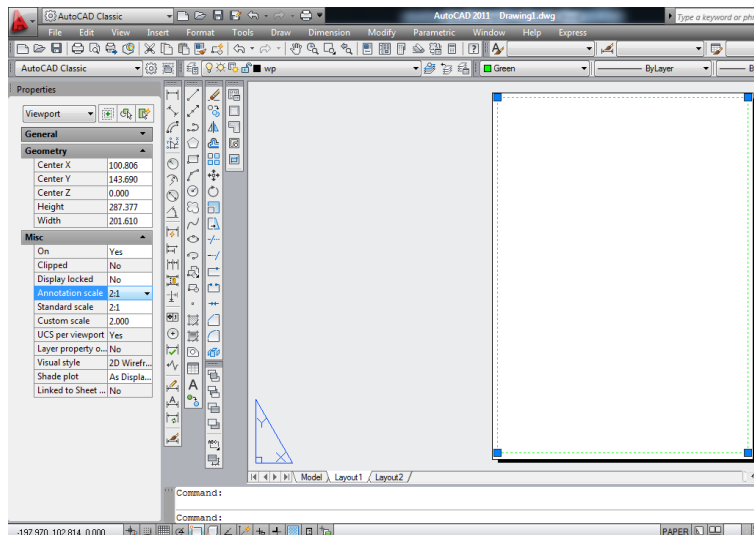 AutoCAD Classic
AutoCAD 2011 Drawing1.dwg
Type a keyword or ph
File Edit View Insert Format Tools Draw Dimension Modify Parametric Window Help Express
AutoCAD Classic
wp
Green
ByLayer
B
Properties
Viewport
General
Geometry
Center X 100.806
Center Y 143.690
Center Z 0.000
Height 287.377
Width 201.610
Misc
On Yes
Clipped No
Display locked No
Annotation scale 2:1
Standard scale 2:1
Custom scale 2.000
UCS per viewport Yes
Layer property o... No
Visual style 2D Wirefr...
Shade plot As Displa...
Linked to Sheet ... No
Y
X
Model Layout1 Layout2
Command:
Command:
-197.970, 102.814, 0.000
PAPER